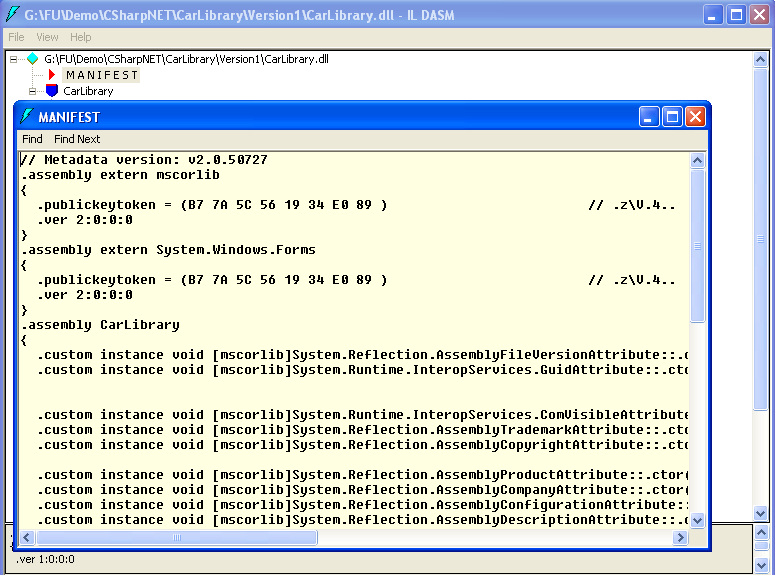 G:\FU\Demo\CSharpNET\CarLibrary\Version1\CarLibrary.dll - IL DASM
File View Help
G:\FU\Demo\CSharpNET\CarLibrary\Version1\CarLibrary.dll
MANIFEST
CarLibrary
MANIFEST
Find Find Next
// Metadata version: v2.0.50727
.assembly extern mscorlib
{
.publickeytoken = (B7 7A 5C 56 19 34 E0 89 ) // .z\V.4..
.ver 2:0:0:0
}
.assembly extern System.Windows.Forms
{
.publickeytoken = (B7 7A 5C 56 19 34 E0 89 ) // .z\V.4..
.ver 2:0:0:0
}
.assembly CarLibrary
{
.custom instance void [mscorlib]System.Reflection.AssemblyFileVersionAttribute::.c
.custom instance void [mscorlib]System.Runtime.InteropServices.GuidAttribute::.ctor
.custom instance void [mscorlib]System.Runtime.InteropServices.ComVisibleAttribute
.custom instance void [mscorlib]System.Reflection.AssemblyTrademarkAttribute::.cto
.custom instance void [mscorlib]System.Reflection.AssemblyCopyrightAttribute::.cto
.custom instance void [mscorlib]System.Reflection.AssemblyProductAttribute::.ctor(
.custom instance void [mscorlib]System.Reflection.AssemblyCompanyAttribute::.ctor(
.custom instance void [mscorlib]System.Reflection.AssemblyConfigurationAttribute::
.custom instance void [mscorlib]System.Reflection.AssemblyDescriptionAttribute::.c
.ver 1:0:0:0